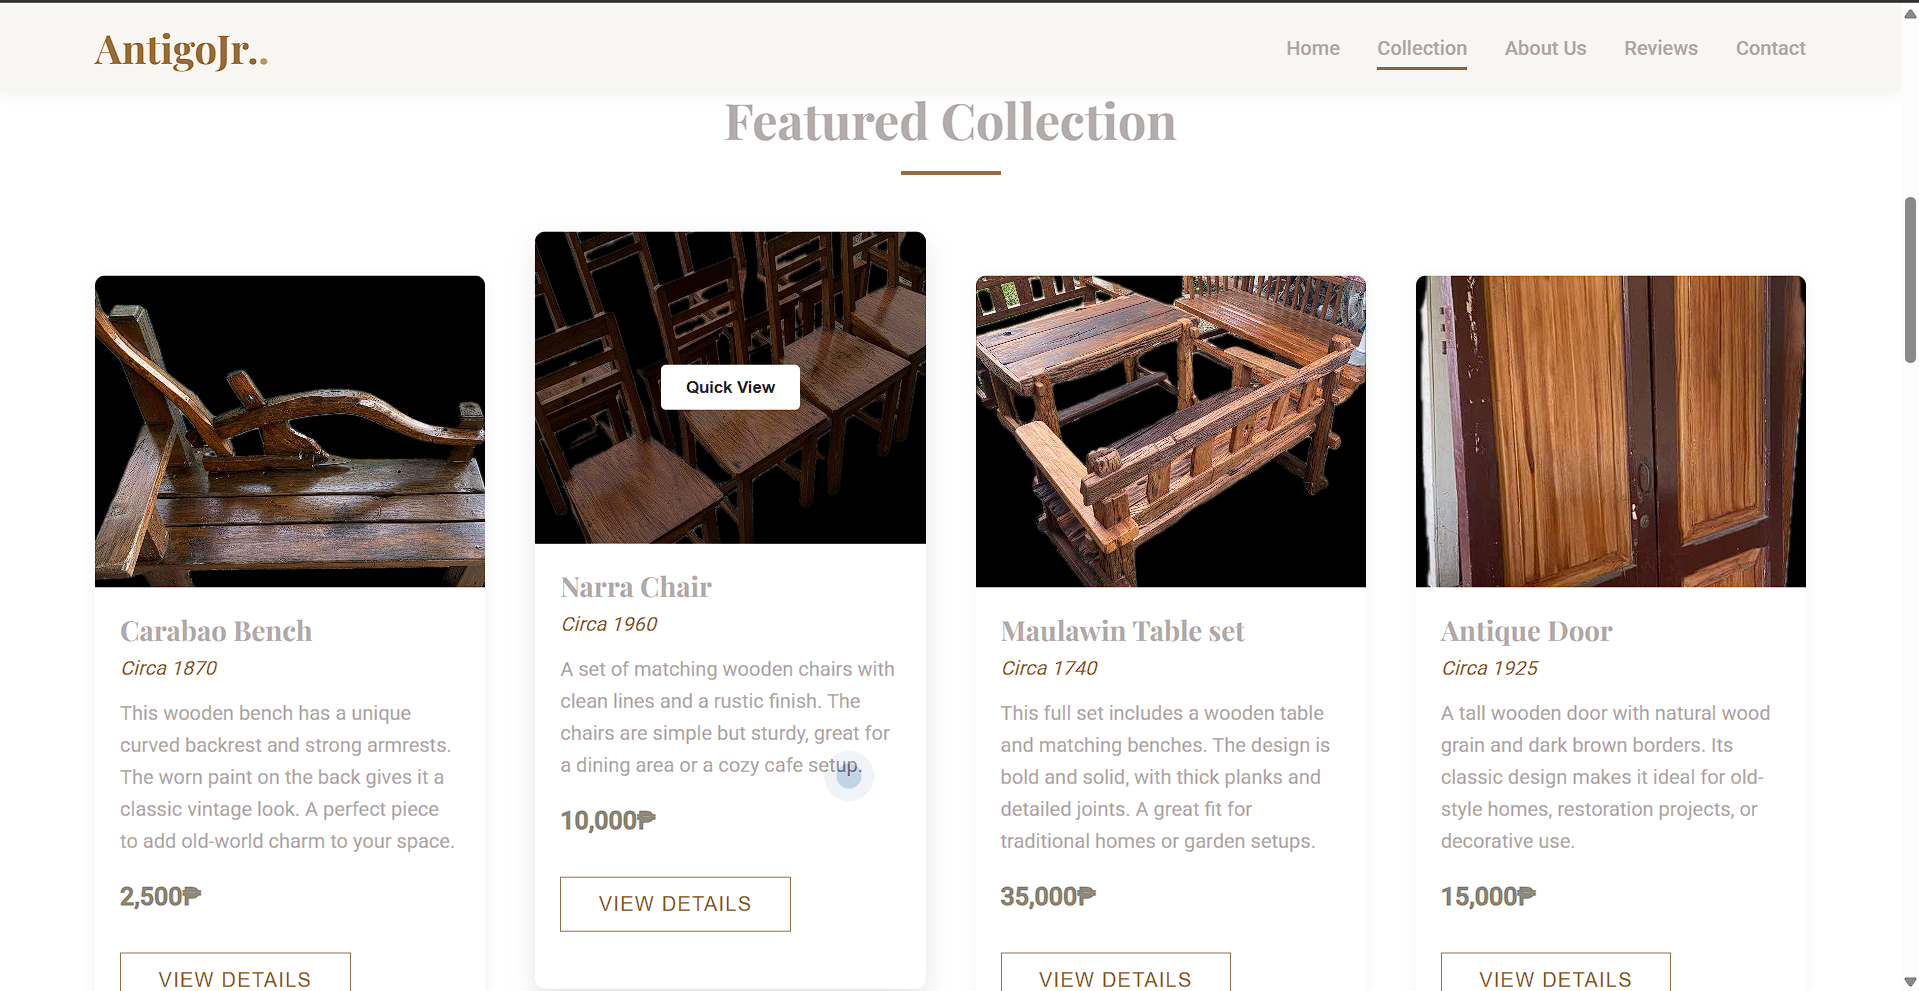 AntigoJr..
Home Collection About Us Reviews Contact
Featured Collection
Carabao Bench
Circa 1870
This wooden bench has a unique
curved backrest and strong armrests.
The worn paint on the back gives it a
classic vintage look. A perfect piece
to add old-world charm to your space.
2,500₱
VIEW DETAILS
Quick View
Narra Chair
Circa 1960
A set of matching wooden chairs with
clean lines and a rustic finish. The
chairs are simple but sturdy, great for
a dining area or a cozy cafe setup.
10,000₱
VIEW DETAILS
Maulawin Table set
Circa 1740
This full set includes a wooden table
and matching benches. The design is
bold and solid, with thick planks and
detailed joints. A great fit for
traditional homes or garden setups.
35,000₱
VIEW DETAILS
Antique Door
Circa 1925
A tall wooden door with natural wood
grain and dark brown borders. Its
classic design makes it ideal for old-
style homes, restoration projects, or
decorative use.
15,000₱
VIEW DETAILS